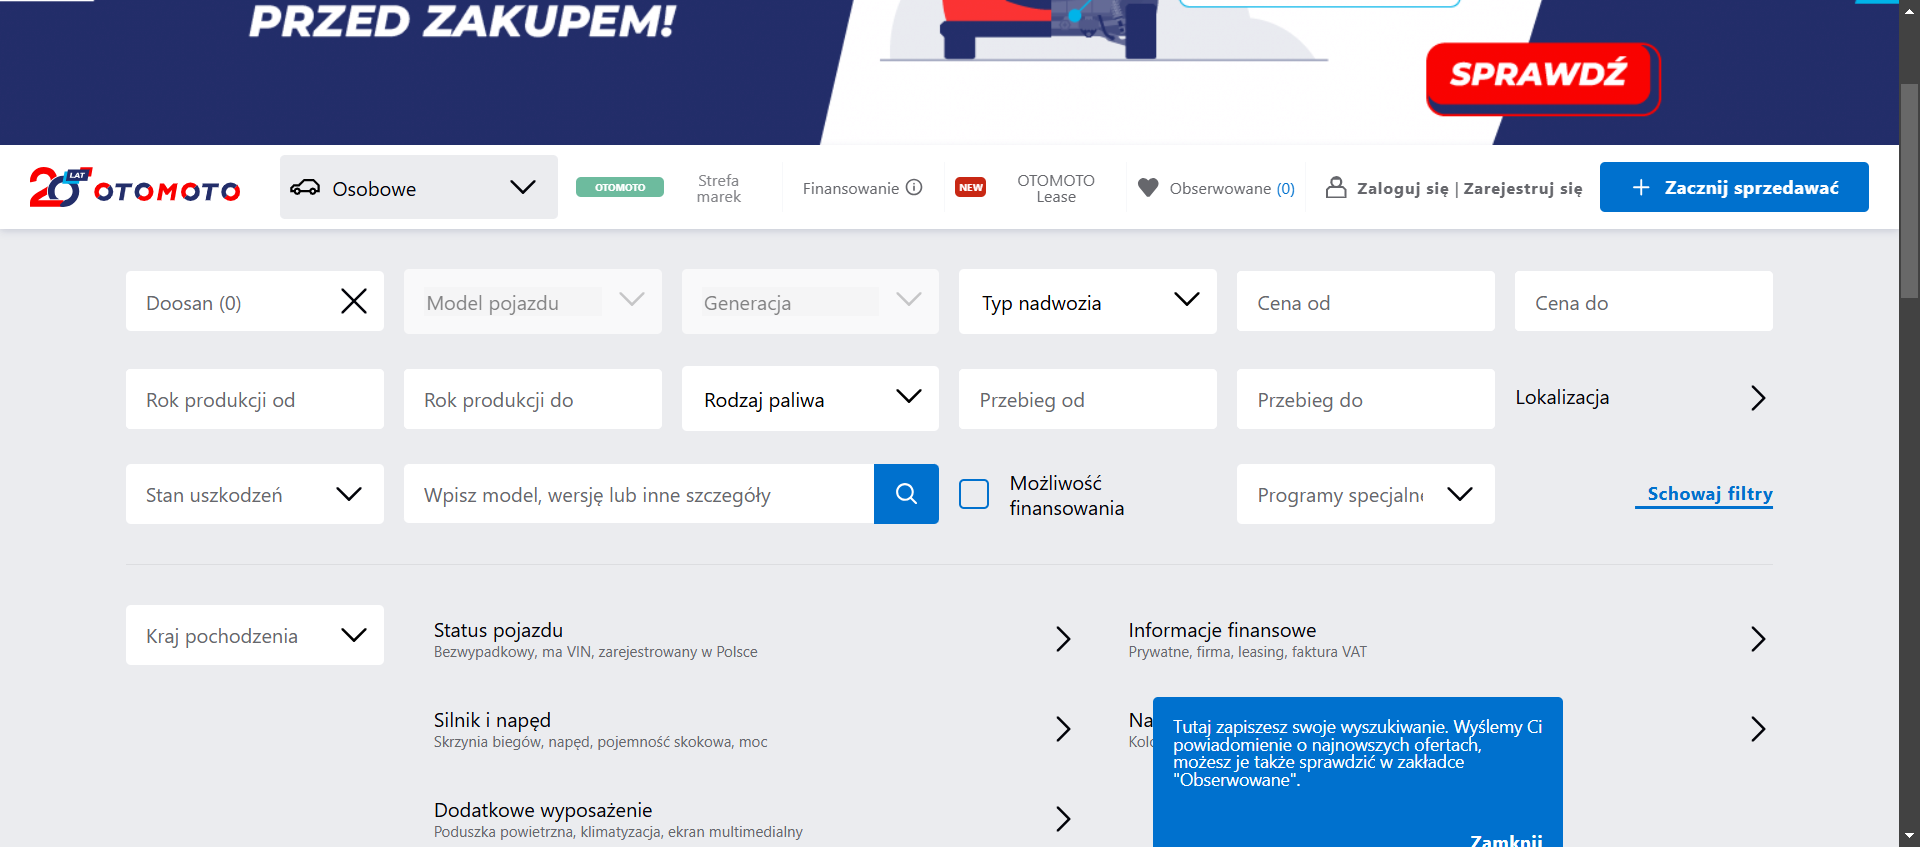 PRZED ZAKUPEM!
SPRAWDŹ
20 LAT OTOMOTO
Osobowe
OTOMOTO
Strefa
marek
Finansowanie
NEW
OTOMOTO
Lease
Obserwowane (0)
Zaloguj się | Zarejestruj się
+ Zacznij sprzedawać
Doosan (0)
Model pojazdu
Generacja
Typ nadwozia
Cena od
Cena do
Rok produkcji od
Rok produkcji do
Rodzaj paliwa
Przebieg od
Przebieg do
Lokalizacja
Stan uszkodzeń
Wpisz model, wersję lub inne szczegóły
Możliwość
finansowania
Programy specjalne
Schowaj filtry
Kraj pochodzenia
Status pojazdu
Bezwypadkowy, ma VIN, zarejestrowany w Polsce
Informacje finansowe
Prywatne, firma, leasing, faktura VAT
Silnik i napęd
Skrzynia biegów, napęd, pojemność skokowa, moc
Na
Kolo
Tutaj zapiszesz swoje wyszukiwanie. Wyślemy Ci
powiadomienie o najnowszych ofertach,
możesz je także sprawdzić w zakładce
"Obserwowane".
Zamknij
Dodatkowe wyposażenie
Poduszka powietrzna, klimatyzacja, ekran multimedialny